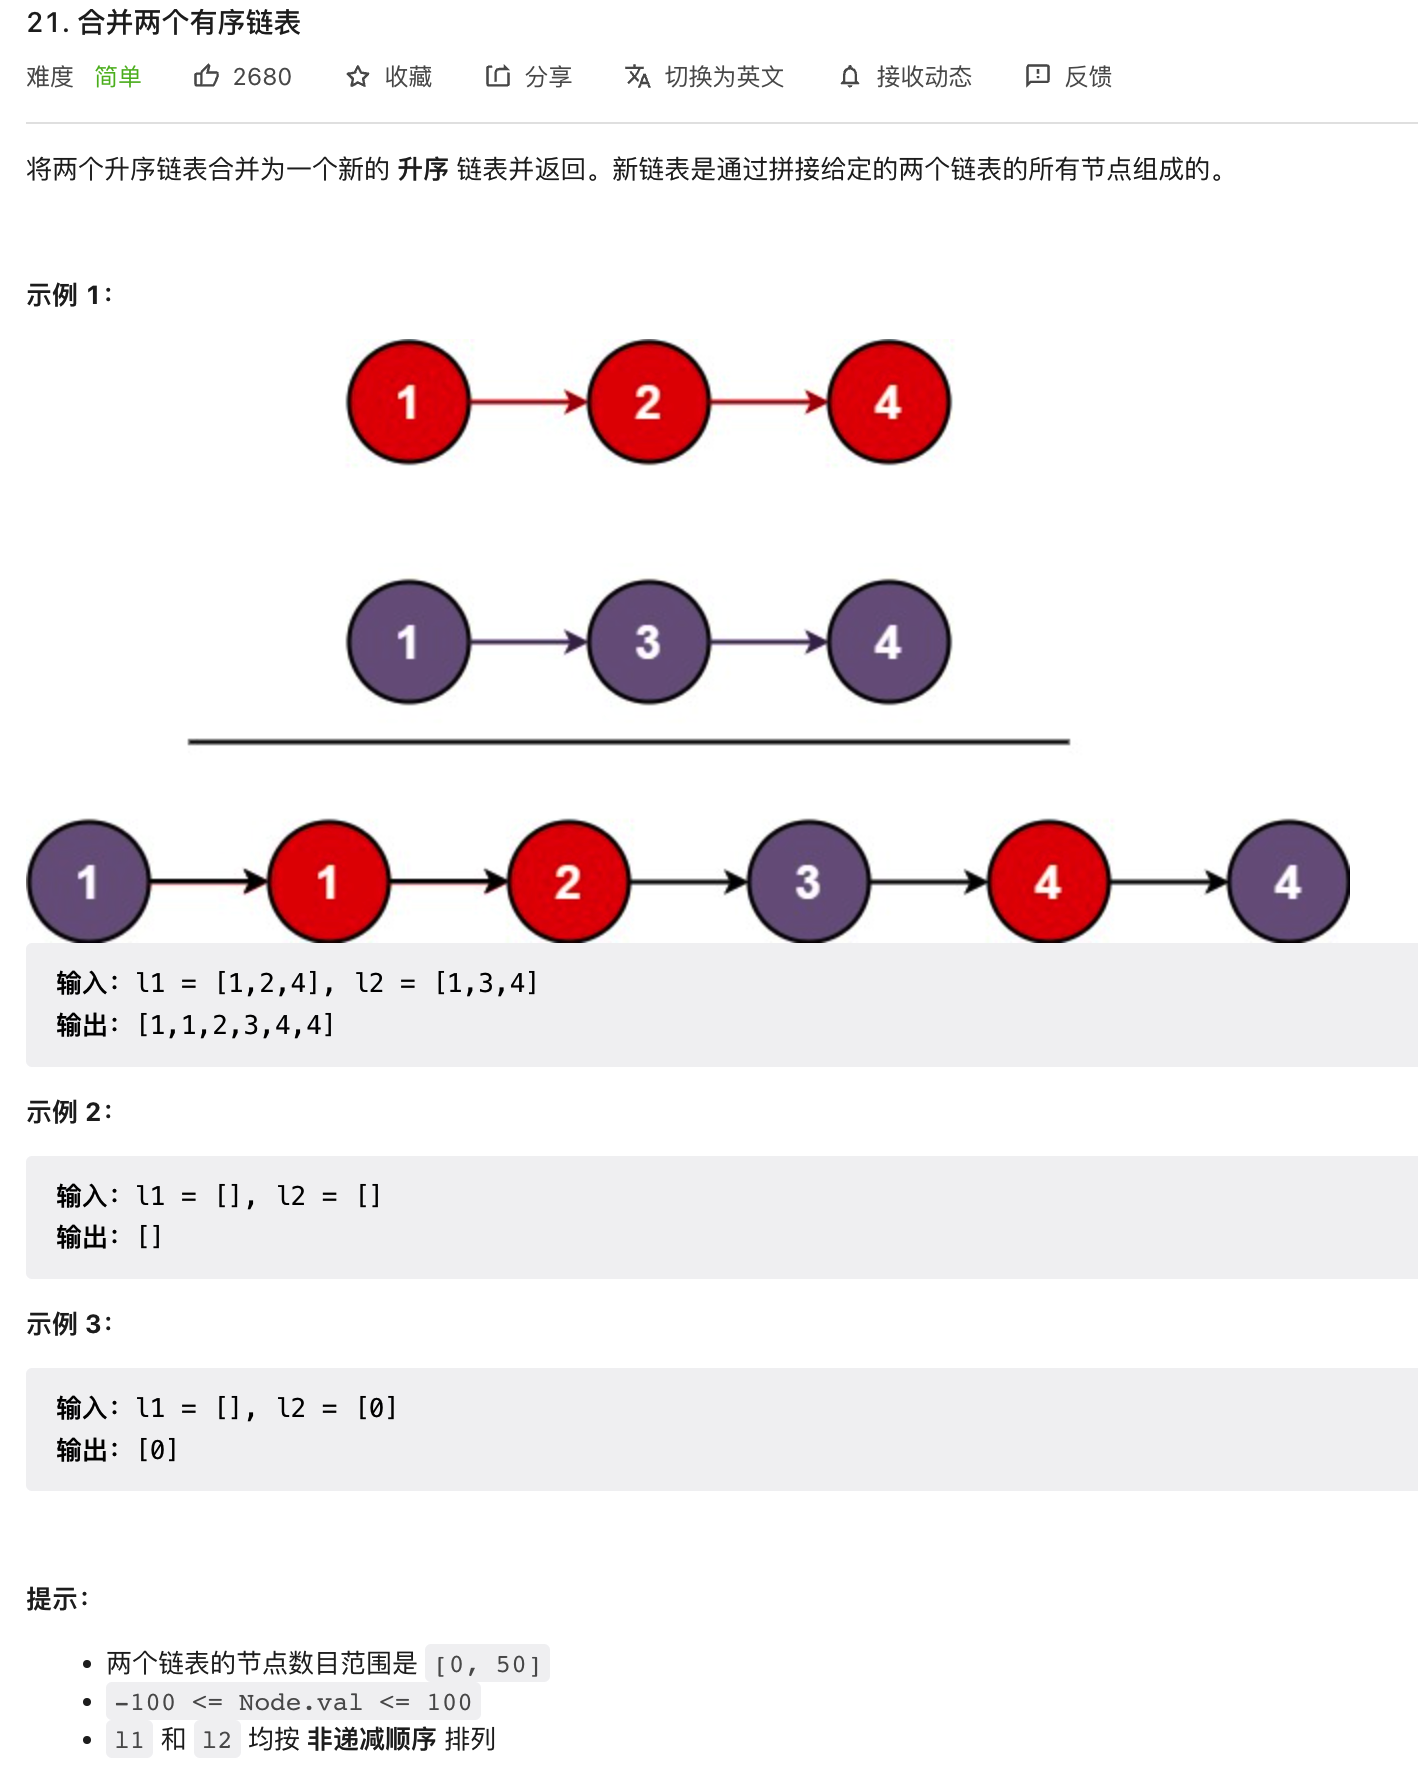 21. 合并两个有序链表
难度 简单 2680 收藏 分享 切换为英文 接收动态 反馈
将两个升序链表合并为一个新的 升序 链表并返回。新链表是通过拼接给定的两个链表的所有节点组成的。
示例 1：
1 2 4
1 3 4
1 1 2 3 4 4
输入：l1 = [1,2,4], l2 = [1,3,4]
输出：[1,1,2,3,4,4]
示例 2：
输入：l1 = [], l2 = []
输出：[]
示例 3：
输入：l1 = [], l2 = [0]
输出：[0]
提示：
两个链表的节点数目范围是 [0, 50]
-100 <= Node.val <= 100
l1 和 l2 均按 非递减顺序 排列